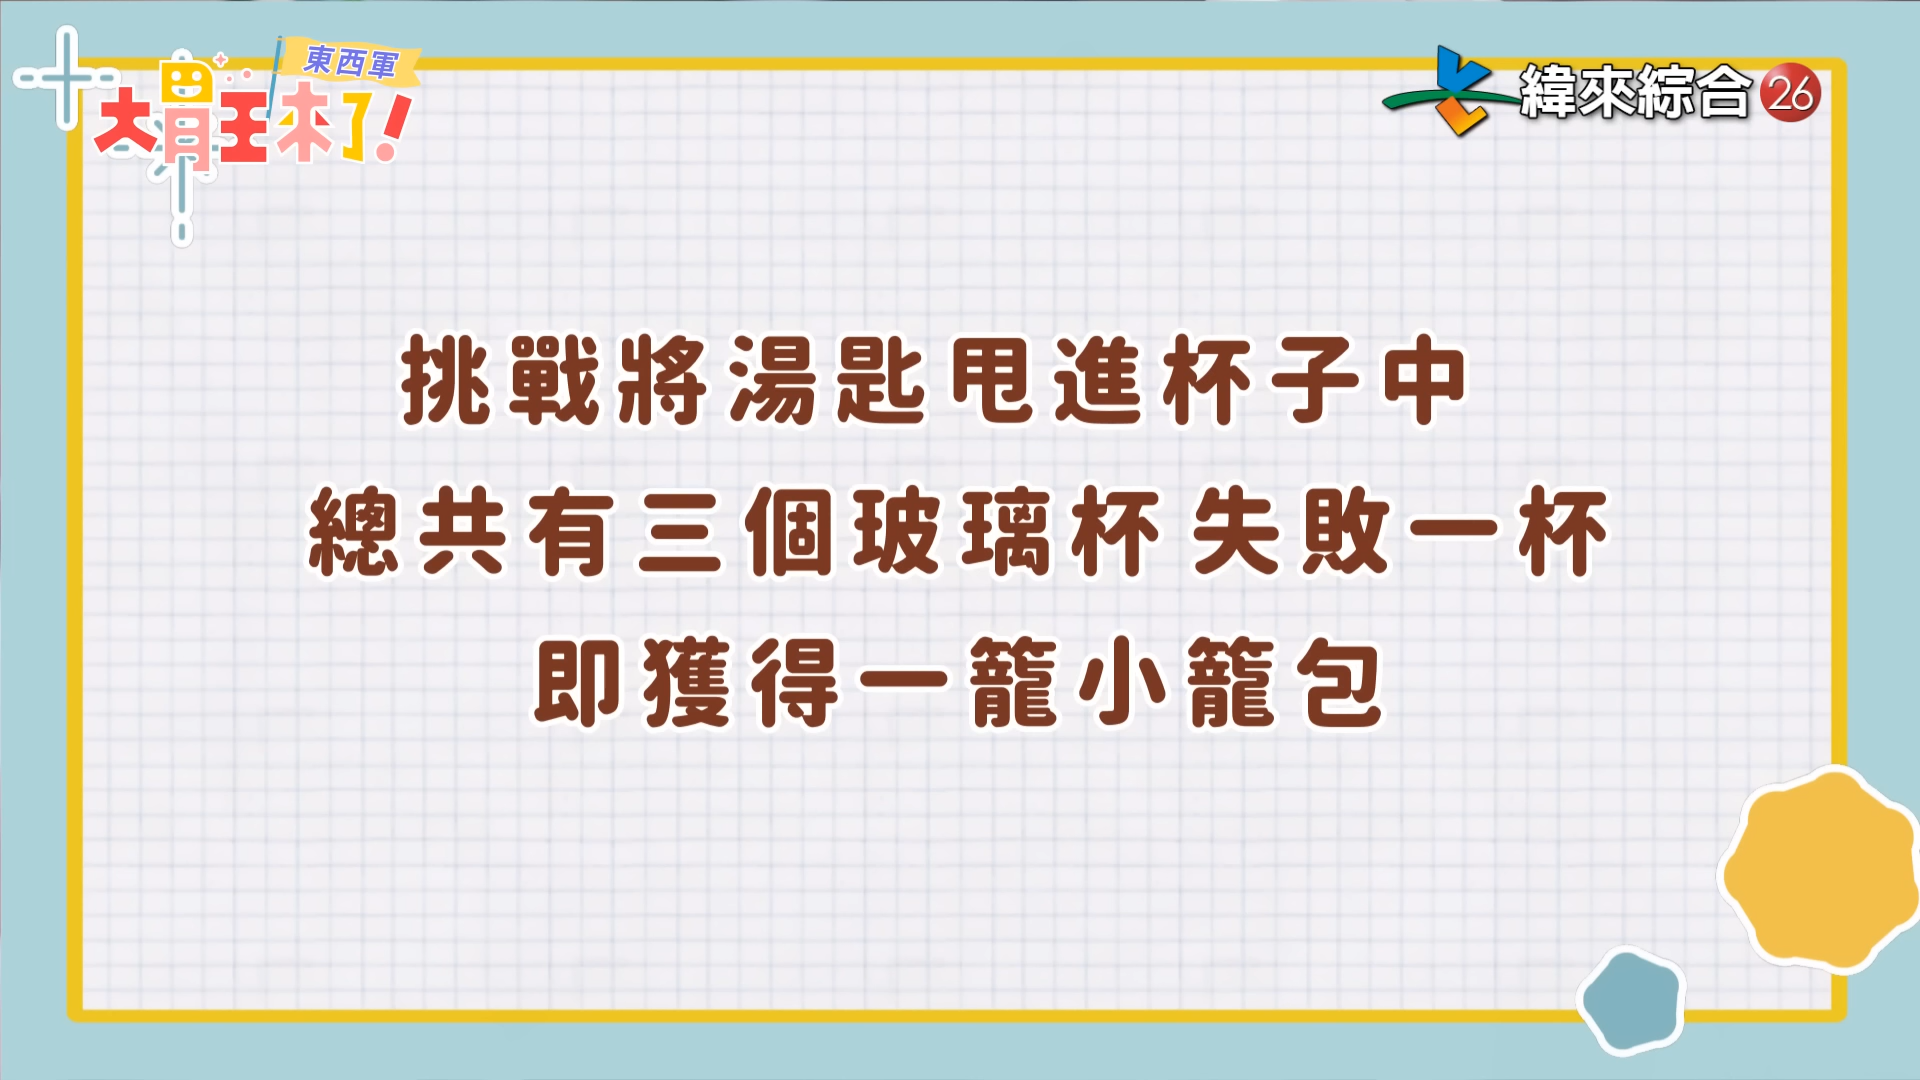 東西軍
大胃王來了!
緯來綜合26
挑戰將湯匙甩進杯子中
總共有三個玻璃杯 失敗一杯
即獲得一籠小籠包